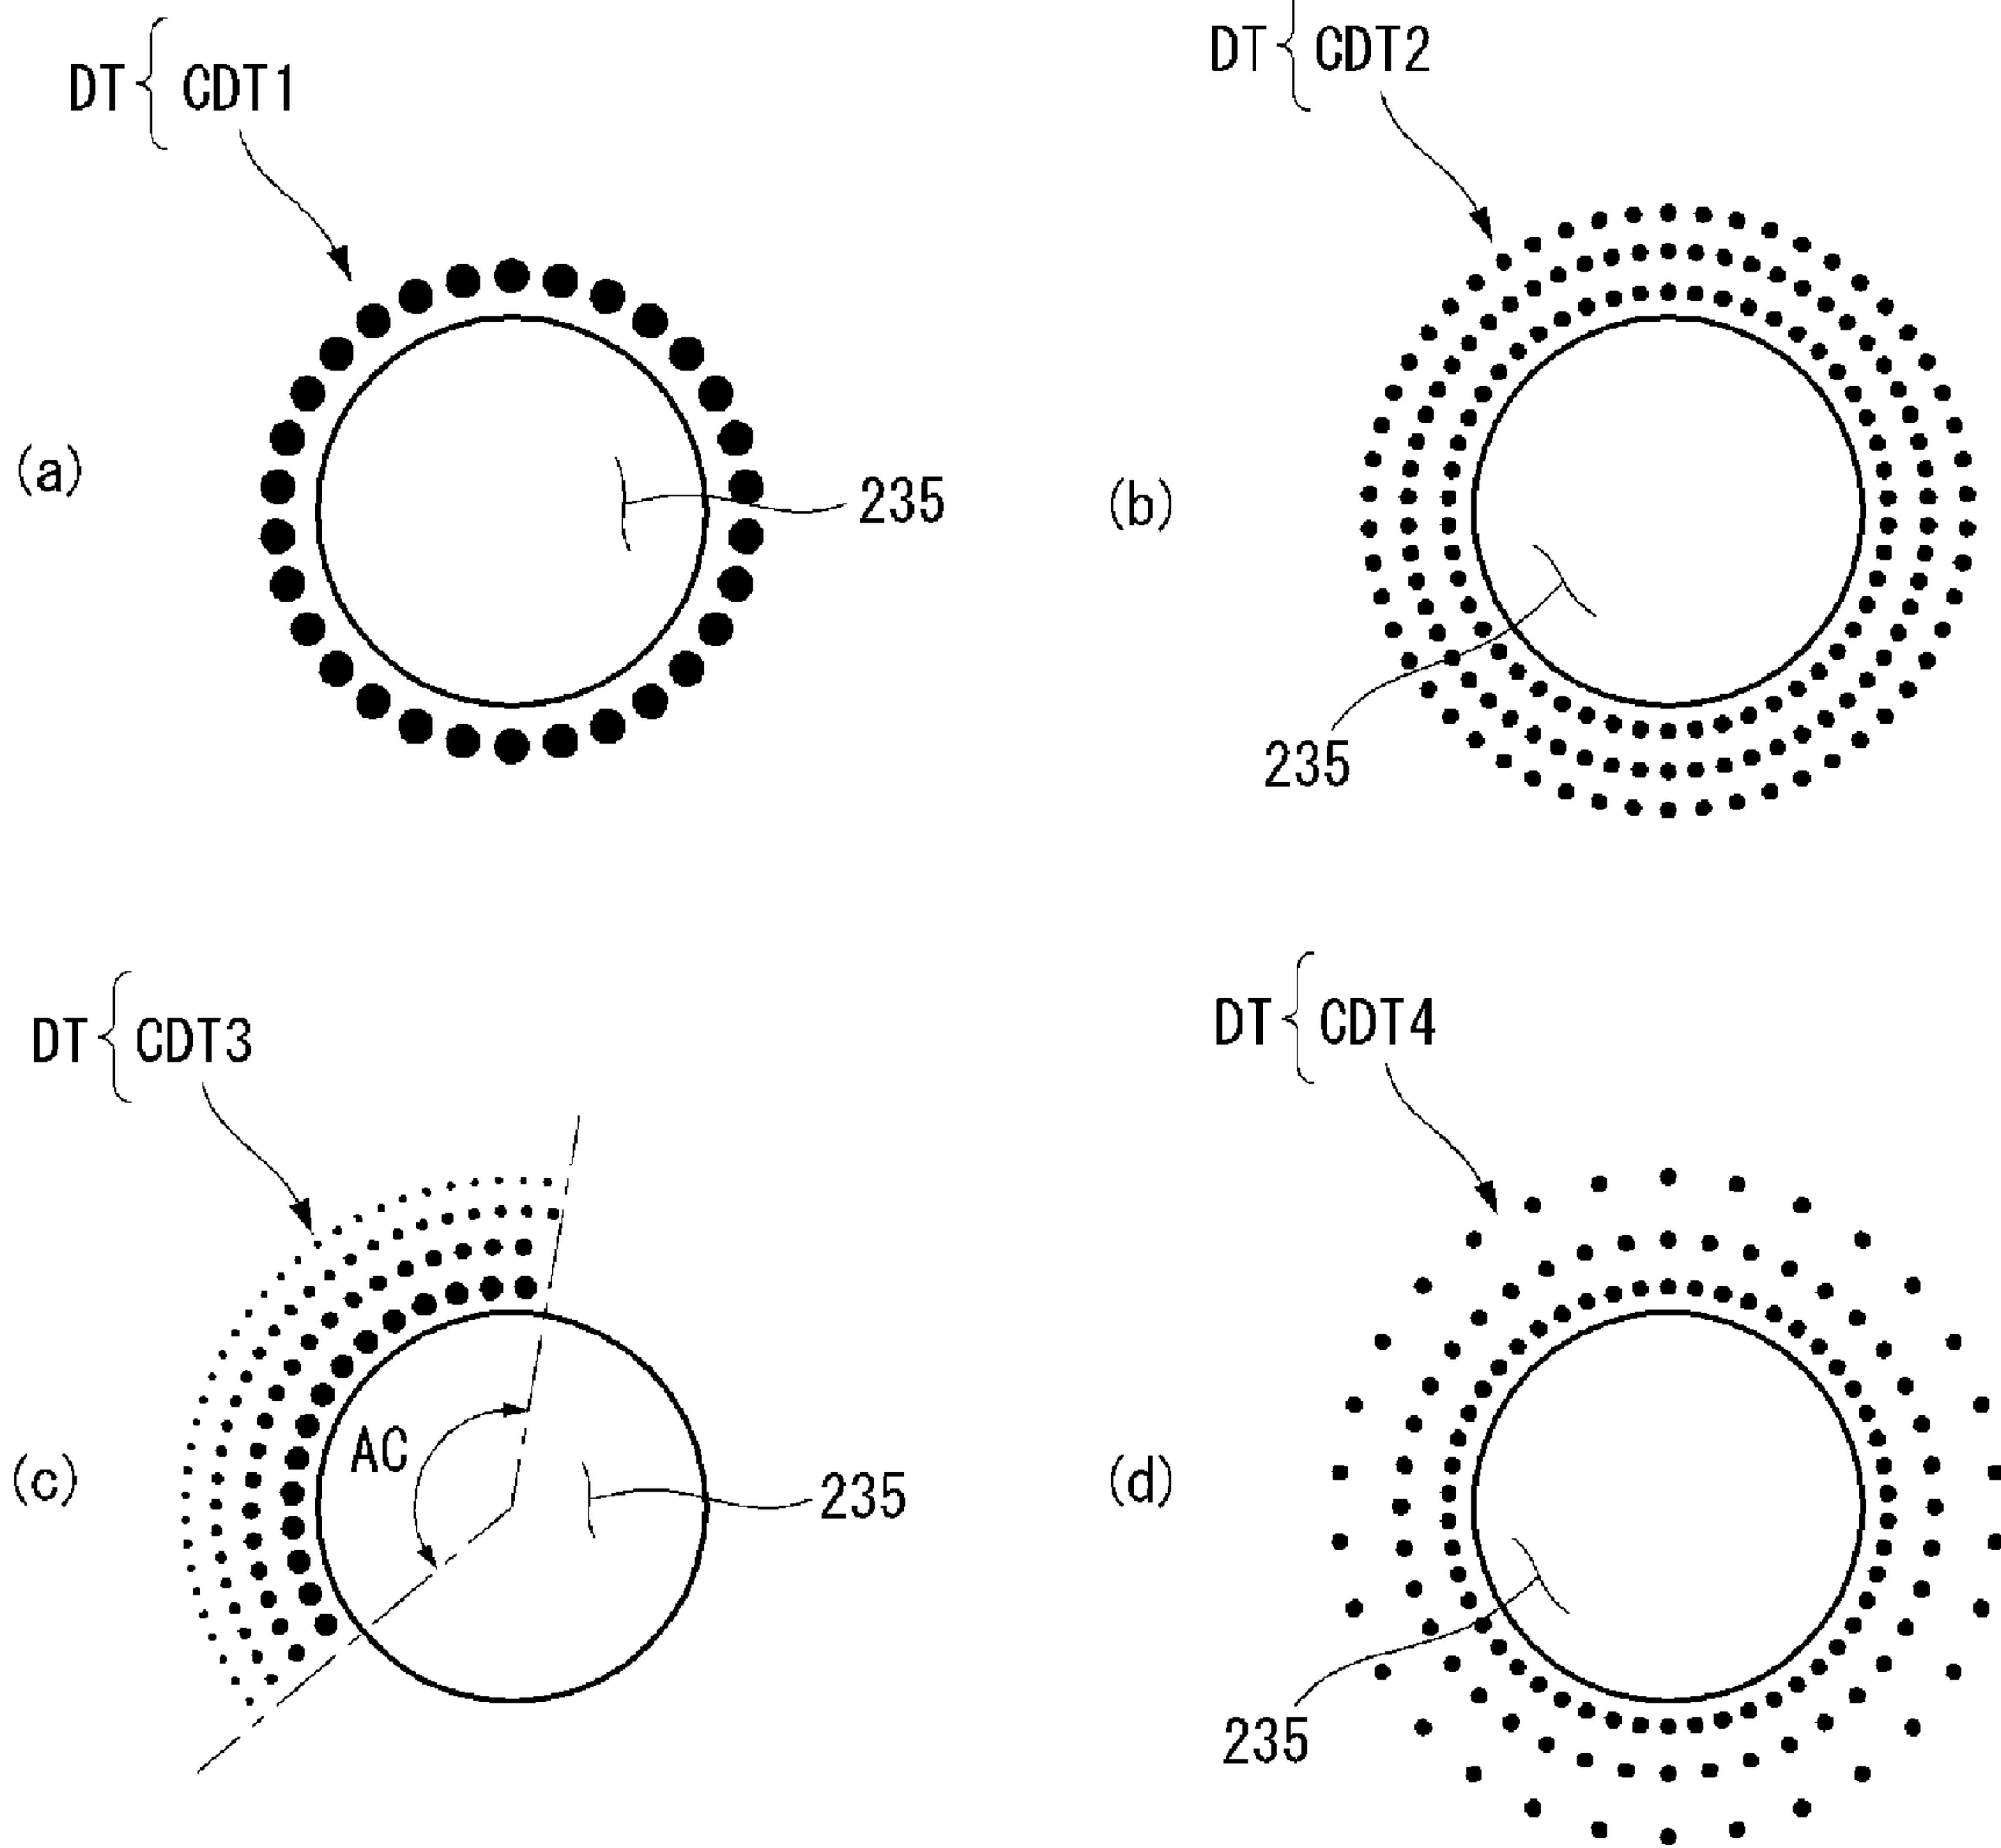 DT { CDT1
(a)
235
DT { CDT2
(b)
235
DT { CDT3
AC
(c)
235
DT { CDT4
(d)
235